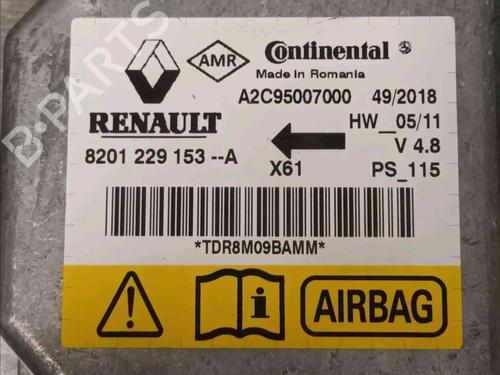 B-PARTS
AMR
Continental
Made in Romania
A2C95007000 49/2018
RENAULT
HW__05/11
8201 229 153 --A
V 4.8
X61
PS_115
*TDR8M09BAMM*
AIRBAG